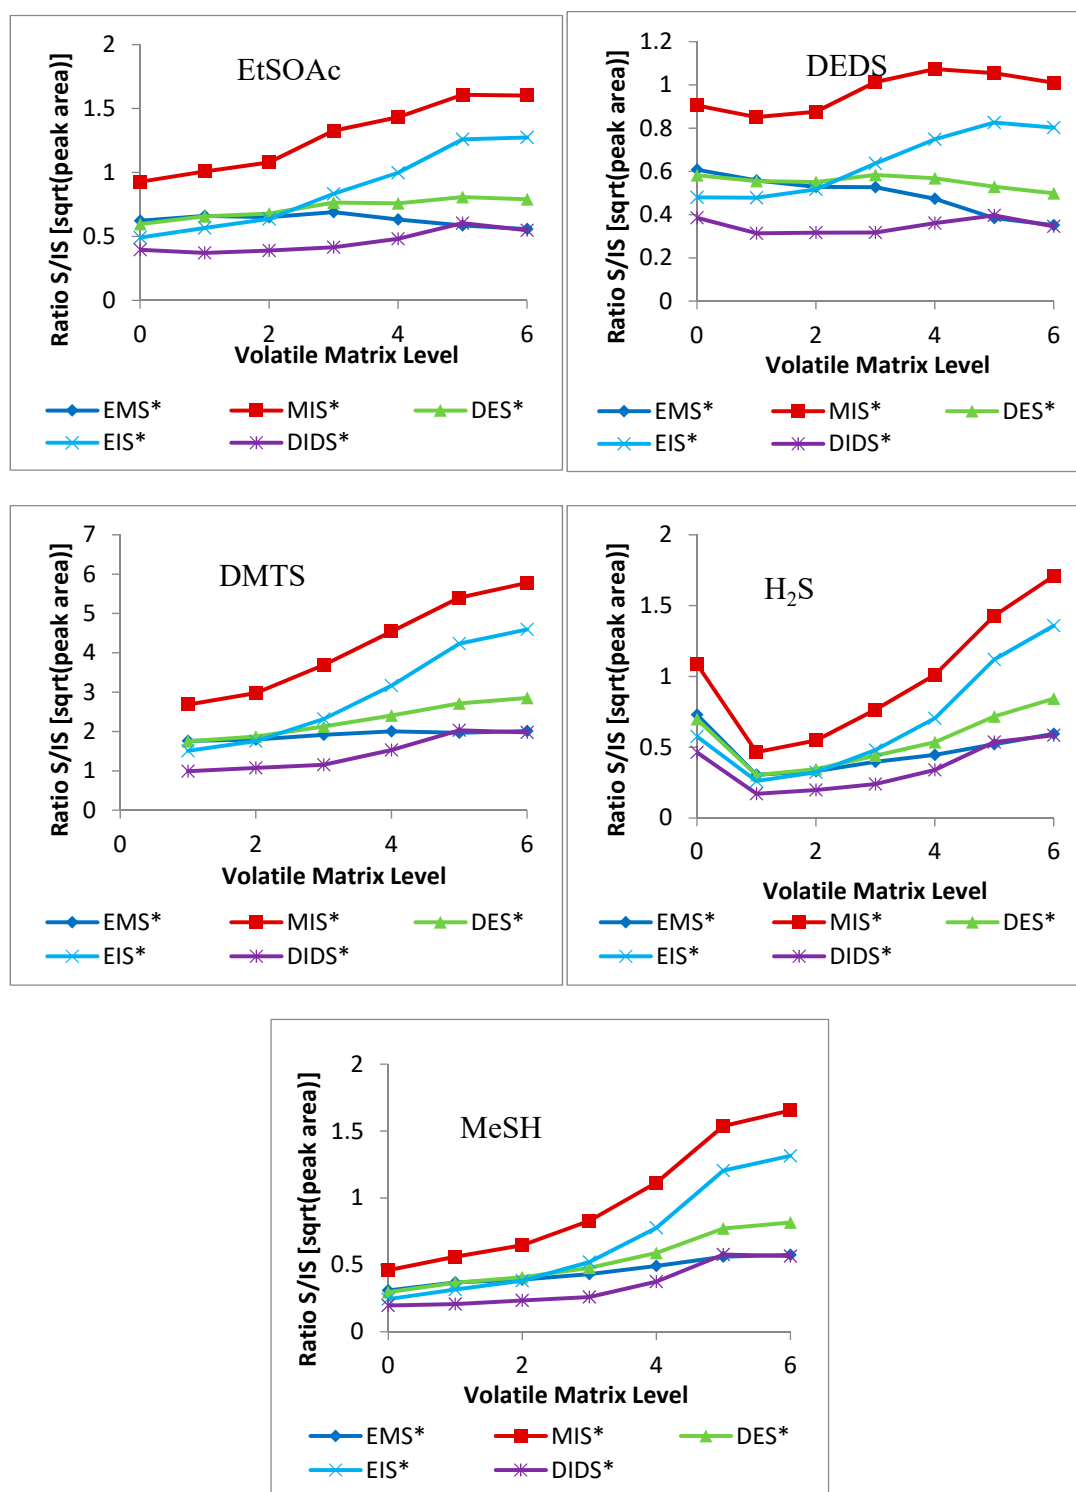 EtSOAc
Ratio S/IS [sqrt(peak area)]
2
1.5
1
0.5
0
0 2 4 6
Volatile Matrix Level
EMS* MIS* DES*
EIS* DIDS*
DEDS
Ratio S/IS [sqrt(peak area)]
1.2
1
0.8
0.6
0.4
0.2
0
0 2 4 6
Volatile Matrix Level
EMS* MIS* DES*
EIS* DIDS*
DMTS
Ratio S/IS [sqrt(peak area)]
7
6
5
4
3
2
1
0
0 2 4 6
Volatile Matrix Level
EMS* MIS* DES*
EIS* DIDS*
H₂S
Ratio S/IS [sqrt(peak area)]
2
1.5
1
0.5
0
0 2 4 6
Volatile Matrix Level
EMS* MIS* DES*
EIS* DIDS*
MeSH
Ratio S/IS [sqrt(peak area)]
2
1.5
1
0.5
0
0 2 4 6
Volatile Matrix Level
EMS* MIS* DES*
EIS* DIDS*